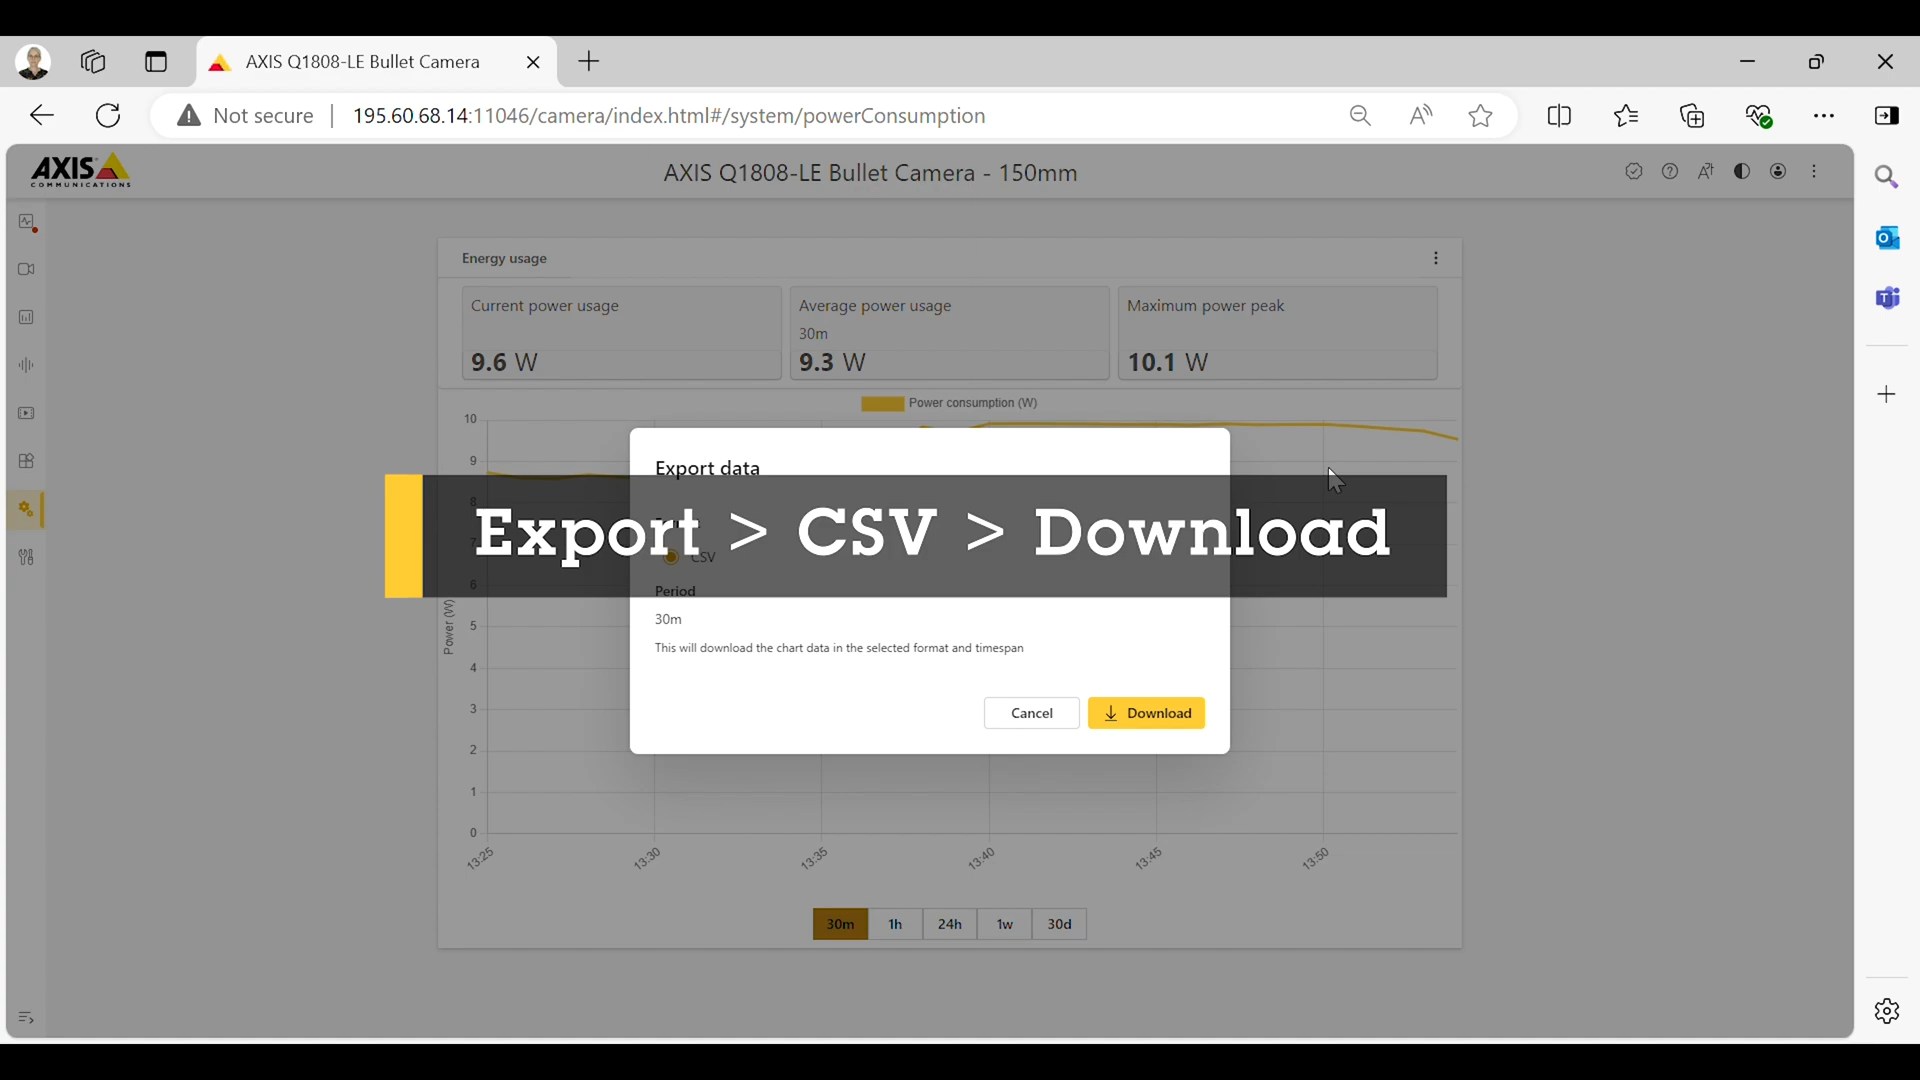 AXIS Q1808-LE Bullet Camera
Not secure
195.60.68.14:11046/camera/index.html#/system/powerConsumption
AXIS
COMMUNICATIONS
AXIS Q1808-LE Bullet Camera - 150mm
Energy usage
Current power usage
9.6 W
Average power usage
30m
9.3 W
Maximum power peak
10.1 W
Power consumption (W)
Power (W)
10
9
8
7
6
5
4
3
2
1
0
13:25
13:30
13:35
13:40
13:45
13:50
Export data
Export > CSV > Download
CSV
Period
30m
This will download the chart data in the selected format and timespan
Cancel
Download
30m
1h
24h
1w
30d